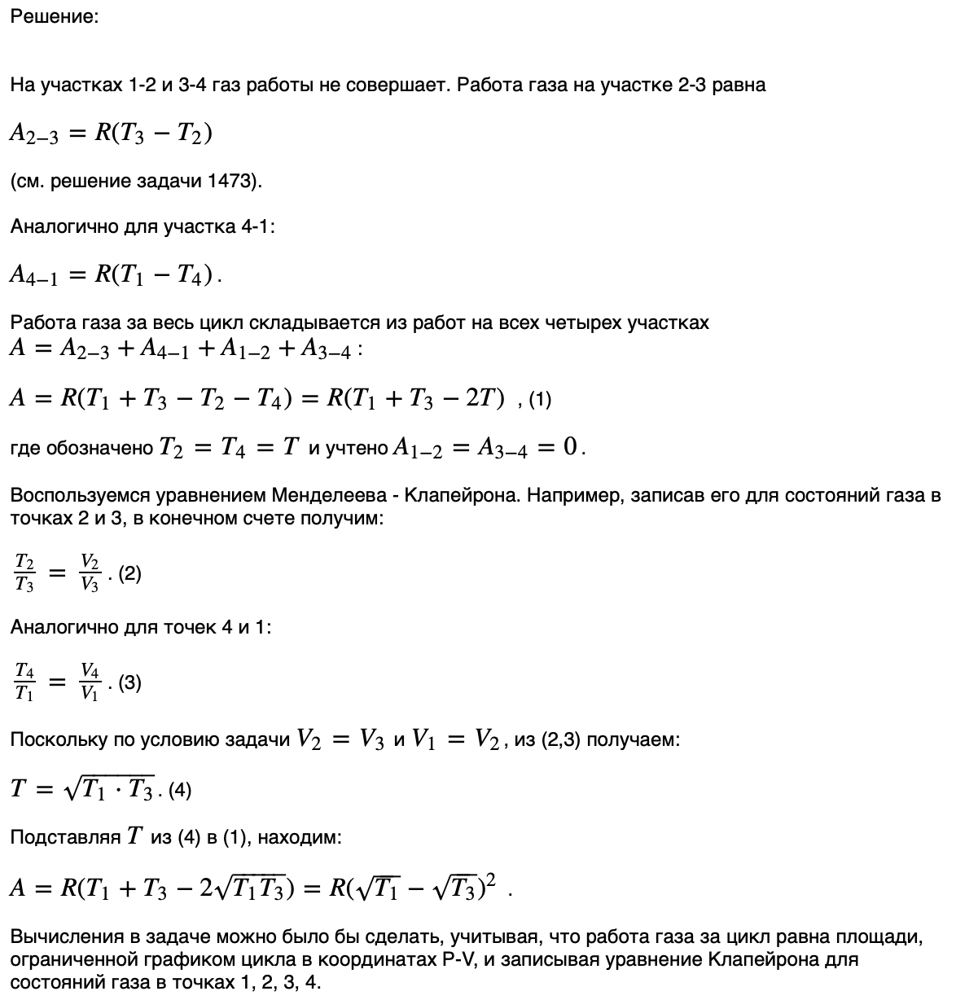 Решение:
На участках 1-2 и 3-4 газ работы не совершает. Работа газа на участке 2-3 равна
$A_{2-3} = R(T_3 - T_2)$
(см. решение задачи 1473).
Аналогично для участка 4-1:
$A_{4-1} = R(T_1 - T_4)$.
Работа газа за весь цикл складывается из работ на всех четырех участках
$A = A_{2-3} + A_{4-1} + A_{1-2} + A_{3-4}$ :
$A = R(T_1 + T_3 - T_2 - T_4) = R(T_1 + T_3 - 2T)$ , (1)
где обозначено $T_2 = T_4 = T$ и учтено $A_{1-2} = A_{3-4} = 0$.
Воспользуемся уравнением Менделеева - Клапейрона. Например, записав его для состояний газа в
точках 2 и 3, в конечном счете получим:
$\frac{T_2}{T_3} = \frac{V_2}{V_3}$. (2)
Аналогично для точек 4 и 1:
$\frac{T_4}{T_1} = \frac{V_4}{V_1}$. (3)
Поскольку по условию задачи $V_2 = V_3$ и $V_1 = V_2$, из (2,3) получаем:
$T = \sqrt{T_1 \cdot T_3}$. (4)
Подставляя $T$ из (4) в (1), находим:
$A = R(T_1 + T_3 - 2\sqrt{T_1 T_3}) = R(\sqrt{T_1} - \sqrt{T_3})^2$ .
Вычисления в задаче можно было бы сделать, учитывая, что работа газа за цикл равна площади,
ограниченной графиком цикла в координатах P-V, и записывая уравнение Клапейрона для
состояний газа в точках 1, 2, 3, 4.